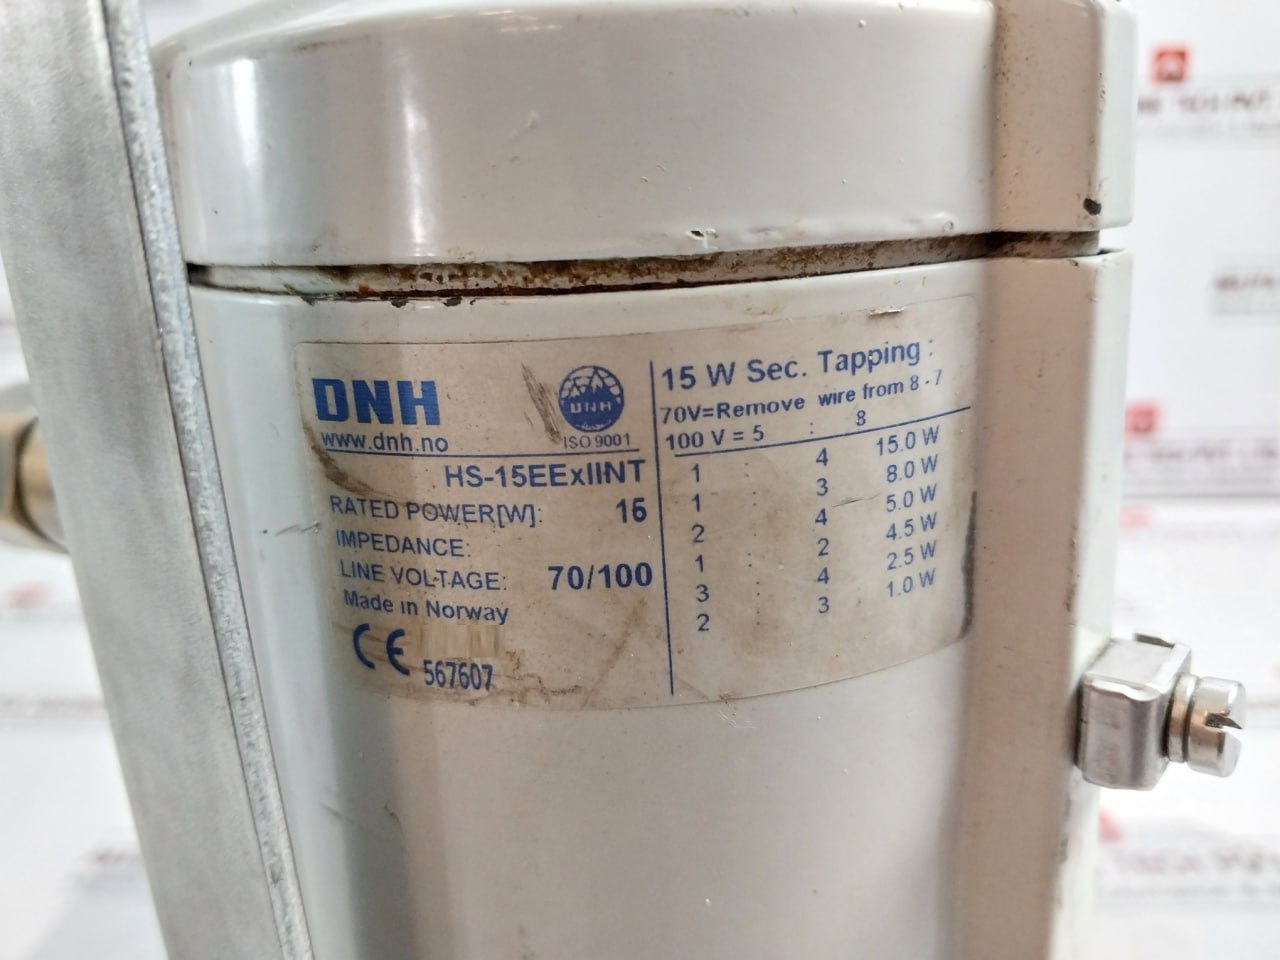 DNH
www.dnh.no
DNH
ISO 9001
HS-15EExIINT
RATED POWER[W]: 15
IMPEDANCE:
LINE VOLTAGE: 70/100
Made in Norway
CE 567607
15 W Sec. Tapping :
70V=Remove wire from 8 - 7
100 V = 5 : 8
1 : 4 15.0 W
1 : 3 8.0 W
2 : 4 5.0 W
1 : 2 4.5 W
3 : 4 2.5 W
2 : 3 1.0 W